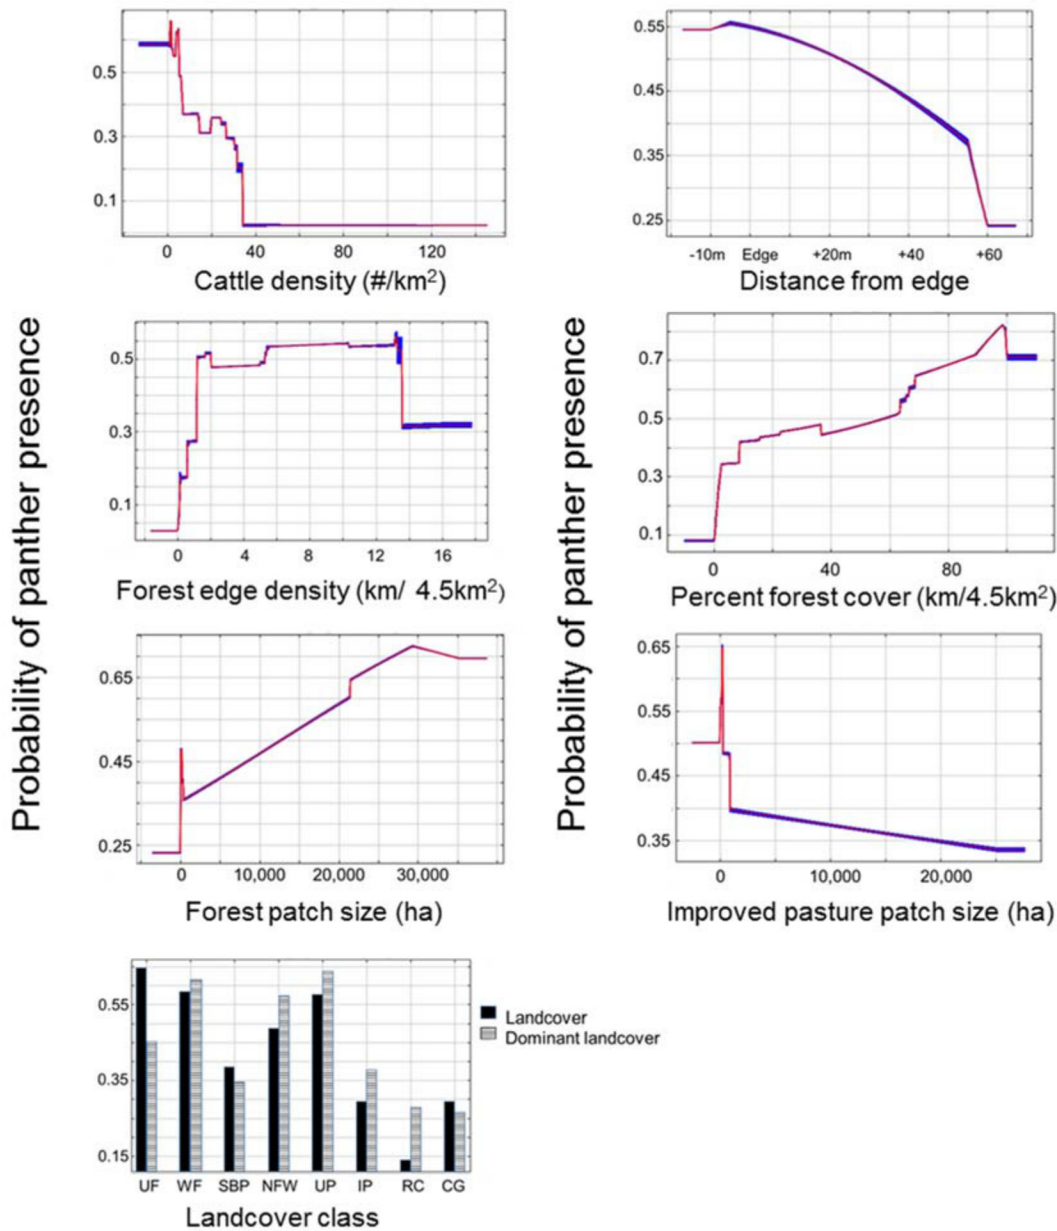 Probability of panther presence
Probability of panther presence
0.5
0.3
0.1
0 40 80 120
Cattle density (#/km²)
0.55
0.45
0.35
0.25
-10m Edge +20m +40 +60
Distance from edge
0.5
0.3
0.1
0 4 8 12 16
Forest edge density (km/ 4.5km²)
0.7
0.5
0.3
0.1
0 40 80
Percent forest cover (km/4.5km²)
0.65
0.45
0.25
0 10,000 20,000 30,000
Forest patch size (ha)
0.65
0.55
0.45
0.35
0 10,000 20,000
Improved pasture patch size (ha)
0.55
0.35
0.15
UF WF SBP NFW UP IP RC CG
Landcover class
Landcover
Dominant landcover